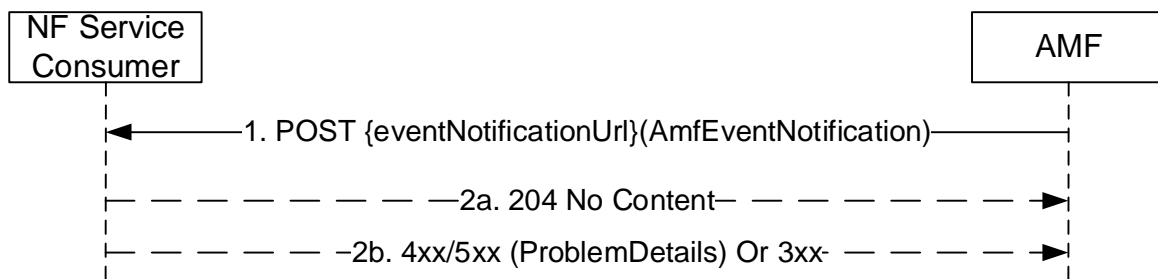 NF Service
Consumer
AMF
1. POST {eventNotificationUrl}(AmfEventNotification)
2a. 204 No Content
2b. 4xx/5xx (ProblemDetails) Or 3xx